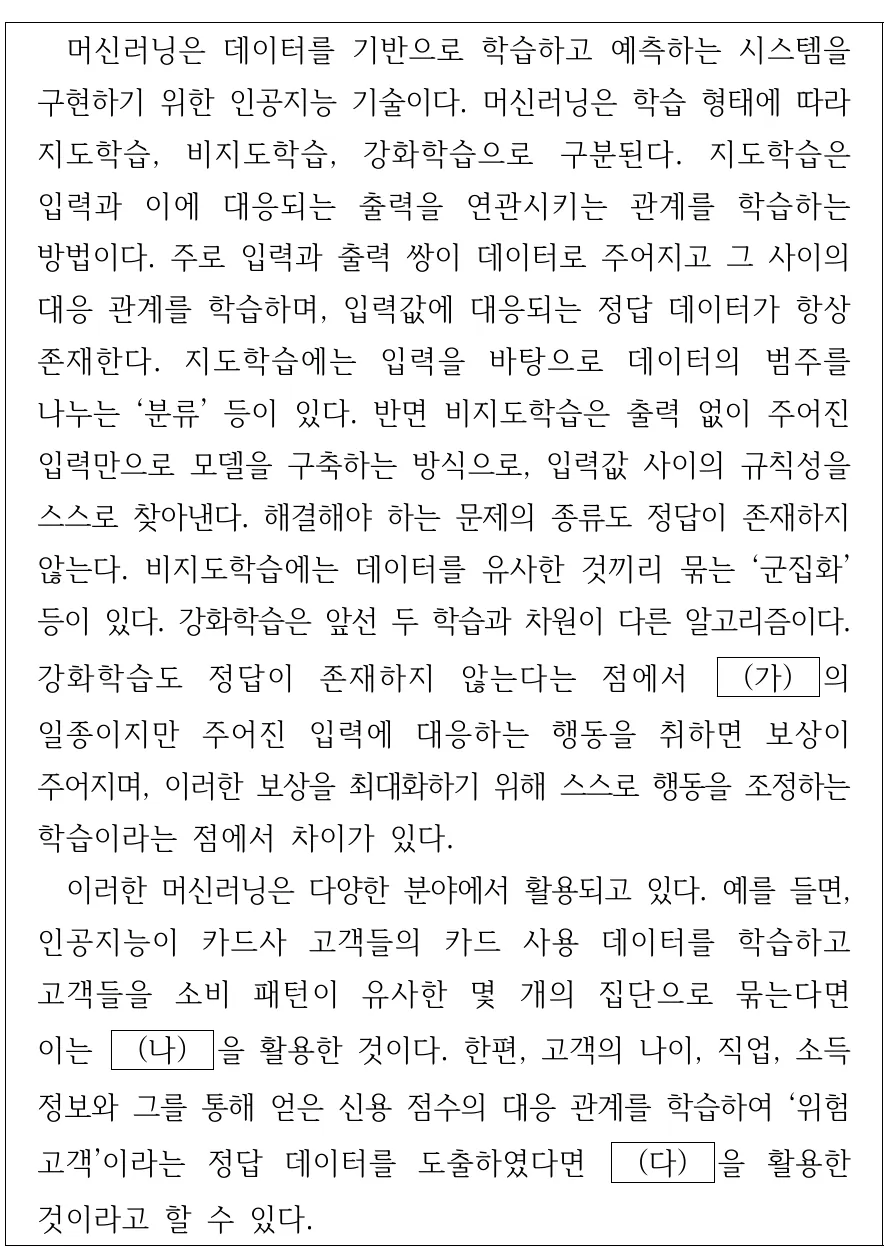 머신러닝은 데이터를 기반으로 학습하고 예측하는 시스템을
구현하기 위한 인공지능 기술이다. 머신러닝은 학습 형태에 따라
지도학습, 비지도학습, 강화학습으로 구분된다. 지도학습은
입력과 이에 대응되는 출력을 연관시키는 관계를 학습하는
방법이다. 주로 입력과 출력 쌍이 데이터로 주어지고 그 사이의
대응 관계를 학습하며, 입력값에 대응되는 정답 데이터가 항상
존재한다. 지도학습에는 입력을 바탕으로 데이터의 범주를
나누는 ‘분류’ 등이 있다. 반면 비지도학습은 출력 없이 주어진
입력만으로 모델을 구축하는 방식으로, 입력값 사이의 규칙성을
스스로 찾아낸다. 해결해야 하는 문제의 종류도 정답이 존재하지
않는다. 비지도학습에는 데이터를 유사한 것끼리 묶는 ‘군집화’
등이 있다. 강화학습은 앞선 두 학습과 차원이 다른 알고리즘이다.
강화학습도 정답이 존재하지 않는다는 점에서 (가) 의
일종이지만 주어진 입력에 대응하는 행동을 취하면 보상이
주어지며, 이러한 보상을 최대화하기 위해 스스로 행동을 조정하는
학습이라는 점에서 차이가 있다.
이러한 머신러닝은 다양한 분야에서 활용되고 있다. 예를 들면,
인공지능이 카드사 고객들의 카드 사용 데이터를 학습하고
고객들을 소비 패턴이 유사한 몇 개의 집단으로 묶는다면
이는 (나) 을 활용한 것이다. 한편, 고객의 나이, 직업, 소득
정보와 그를 통해 얻은 신용 점수의 대응 관계를 학습하여 ‘위험
고객’이라는 정답 데이터를 도출하였다면 (다) 을 활용한
것이라고 할 수 있다.